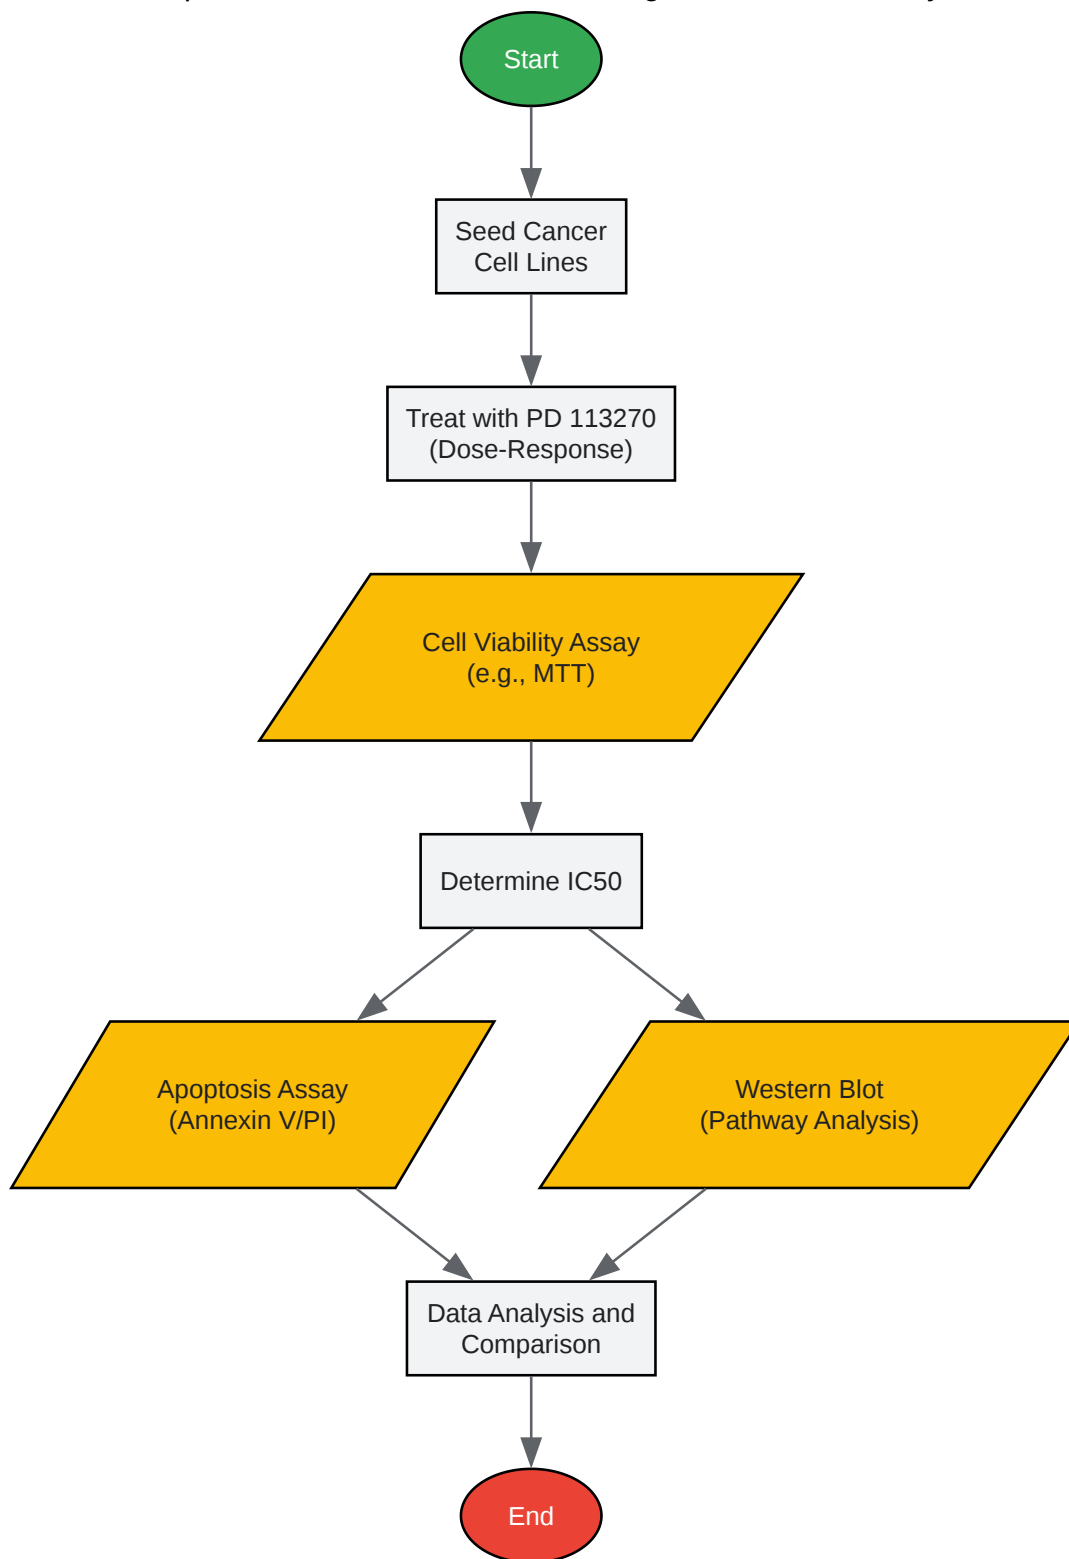 Start
Seed Cancer
Cell Lines
Treat with PD 113270
(Dose-Response)
Cell Viability Assay
(e.g., MTT)
Determine IC50
Apoptosis Assay
(Annexin V/PI)
Western Blot
(Pathway Analysis)
Data Analysis and
Comparison
End